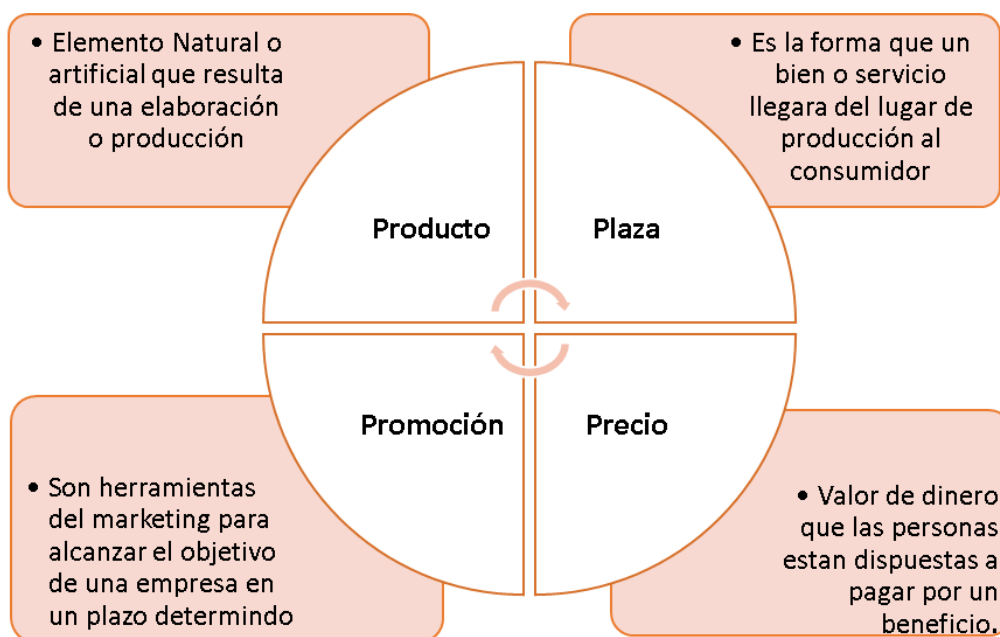 • Elemento Natural o
artificial que resulta
de una elaboración
o producción
• Es la forma que un
bien o servicio
llegara del lugar de
producción al
consumidor
Producto
Plaza
Promoción
Precio
• Son herramientas
del marketing para
alcanzar el objetivo
de una empresa en
un plazo determindo
• Valor de dinero
que las personas
estan dispuestas a
pagar por un
beneficio.